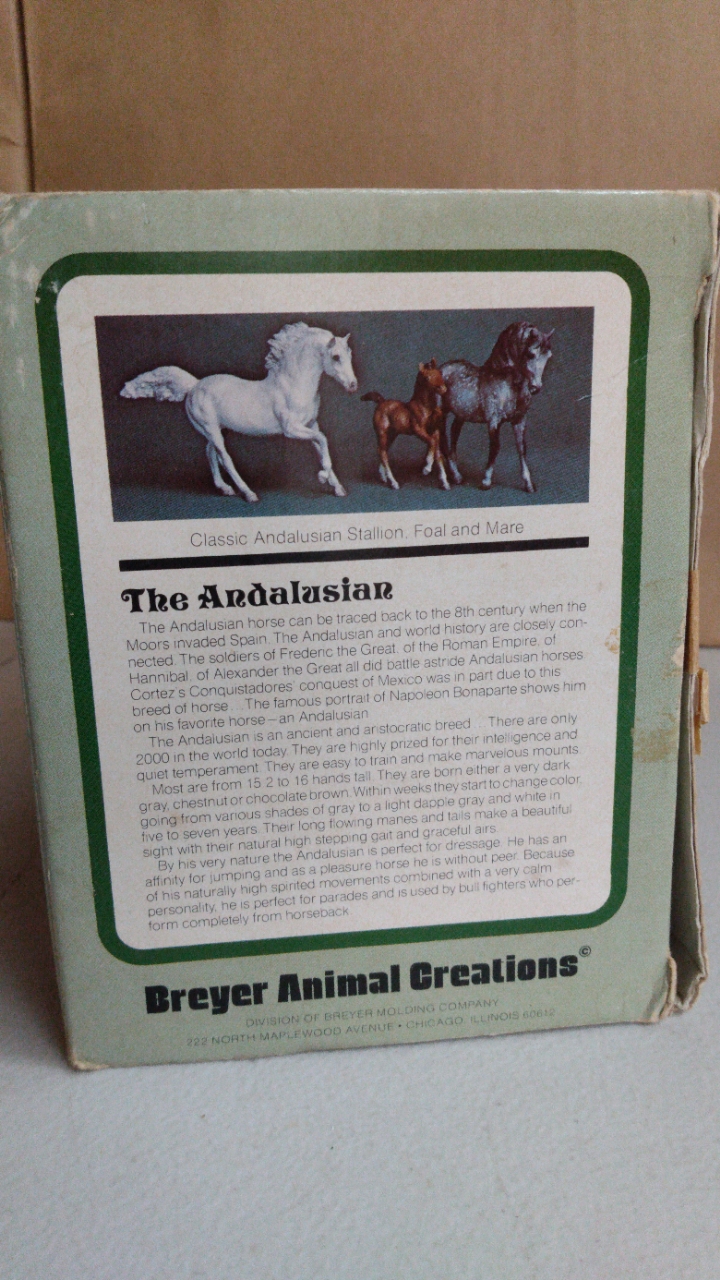 Classic Andalusian Stallion. Foal and Mare
The Andalusian
The Andalusian horse can be traced back to the 8th century when the
Moors invaded Spain. The Andalusian and world history are closely con-
nected. The soldiers of Frederic the Great, of the Roman Empire, of
Hannibal, of Alexander the Great all did battle astride Andalusian horses.
Cortez's Conquistadores' conquest of Mexico was in part due to this
breed of horse... The famous portrait of Napoleon Bonaparte shows him
on his favorite horse—an Andalusian.
The Andalusian is an ancient and aristocratic breed... There are only
2000 in the world today. They are highly prized for their intelligence and
quiet temperament. They are easy to train and make marvelous mounts.
Most are from 15.2 to 16 hands tall. They are born either a very dark
gray, chestnut or chocolate brown. Within weeks they start to change color,
going from various shades of gray to a light dapple gray and white in
five to seven years. Their long flowing manes and tails make a beautiful
sight with their natural high stepping gait and graceful airs.
By his very nature the Andalusian is perfect for dressage. He has an
affinity for jumping and as a pleasure horse he is without peer. Because
of his naturally high spirited movements combined with a very calm
personality, he is perfect for parades and is used by bull fighters who per-
form completely from horseback.
Breyer Animal Creations©
DIVISION OF BREYER MOLDING COMPANY
222 NORTH MAPLEWOOD AVENUE • CHICAGO, ILLINOIS 60612